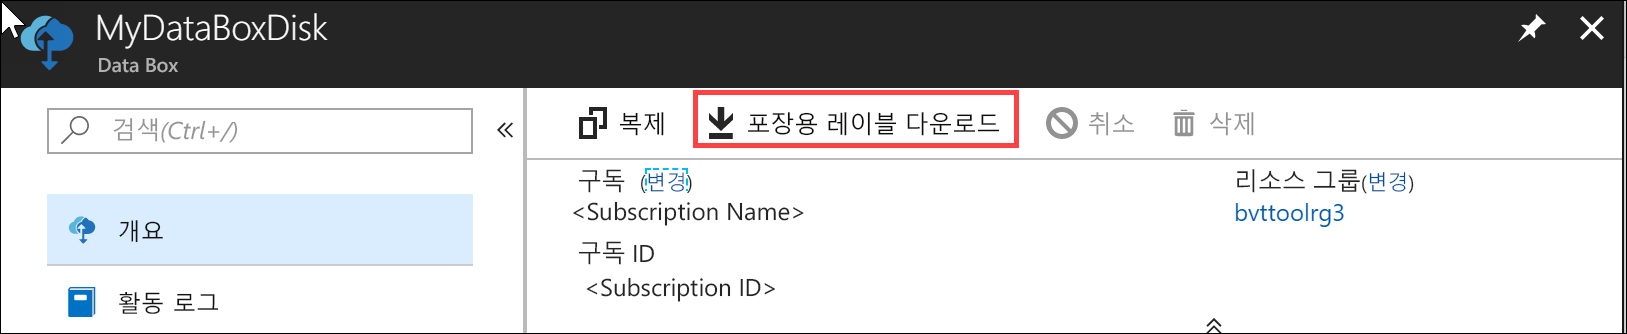 MyDataBoxDisk
Data Box
검색(Ctrl+/)
복제 포장용 레이블 다운로드 취소 삭제
구독 (변경) 리소스 그룹(변경)
<Subscription Name> bvttoolrg3
개요
구독 ID
<Subscription ID>
활동 로그